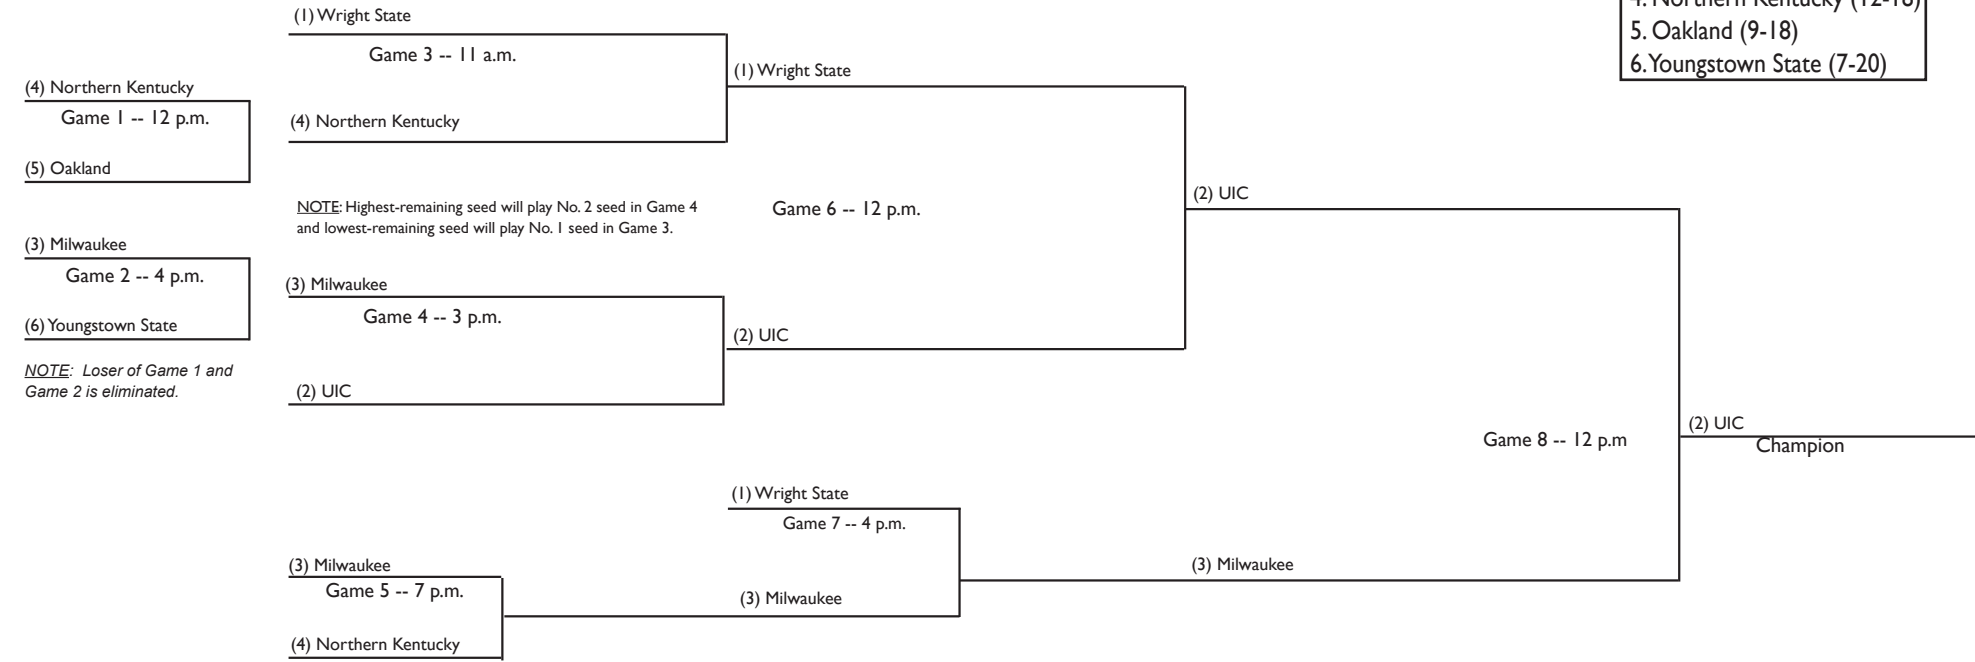 (1) Wright State
Game 3 -- 11 a.m.
(4) Northern Kentucky
(1) Wright State
(4) Northern Kentucky
Game 1 -- 12 p.m.
(5) Oakland
(3) Milwaukee
Game 2 -- 4 p.m.
(6) Youngstown State
NOTE: Loser of Game 1 and
Game 2 is eliminated.
NOTE: Highest-remaining seed will play No. 2 seed in Game 4
and lowest-remaining seed will play No. 1 seed in Game 3.
Game 6 -- 12 p.m.
(3) Milwaukee
Game 4 -- 3 p.m.
(2) UIC
(2) UIC
(2) UIC
(1) Wright State
Game 7 -- 4 p.m.
(3) Milwaukee
(3) Milwaukee
Game 5 -- 7 p.m.
(4) Northern Kentucky
(3) Milwaukee
Game 8 -- 12 p.m
(2) UIC
Champion
4. Northern Kentucky (12-16)
5. Oakland (9-18)
6. Youngstown State (7-20)